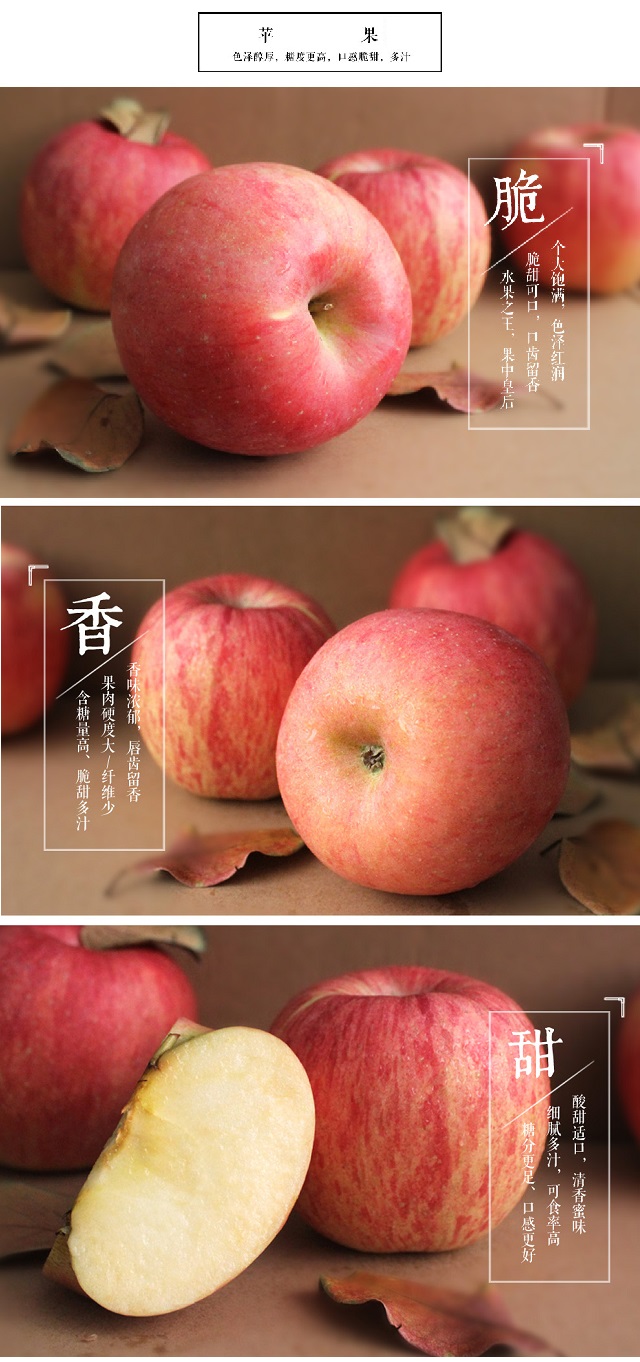 苹果
色泽醇厚，糖度更高，口感脆甜，多汁
脆
个大饱满，色泽红润
脆甜可口，口齿留香
水果之王，果中皇后
香
香味浓郁，唇齿留香
果肉硬度大/纤维少
含糖量高、脆甜多汁
甜
酸甜适口，清香蜜味
细腻多汁，可食率高
糖分更足、口感更好